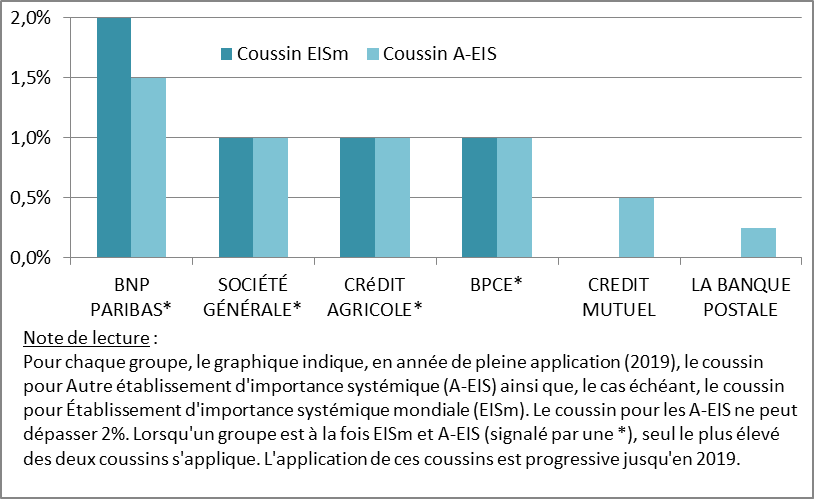 2,0%
Coussin EISm Coussin A-EIS
1,5%
1,0%
0,5%
0,0%
BNP PARIBAS*
SOCIÉTÉ GÉNÉRALE*
CRéDIT AGRICOLE*
BPCE*
CREDIT MUTUEL
LA BANQUE POSTALE
Note de lecture :
Pour chaque groupe, le graphique indique, en année de pleine application (2019), le coussin
pour Autre établissement d'importance systémique (A-EIS) ainsi que, le cas échéant, le coussin
pour Établissement d'importance systémique mondiale (EISm). Le coussin pour les A-EIS ne peut
dépasser 2%. Lorsqu'un groupe est à la fois EISm et A-EIS (signalé par une *), seul le plus élevé
des deux coussins s'applique. L'application de ces coussins est progressive jusqu'en 2019.